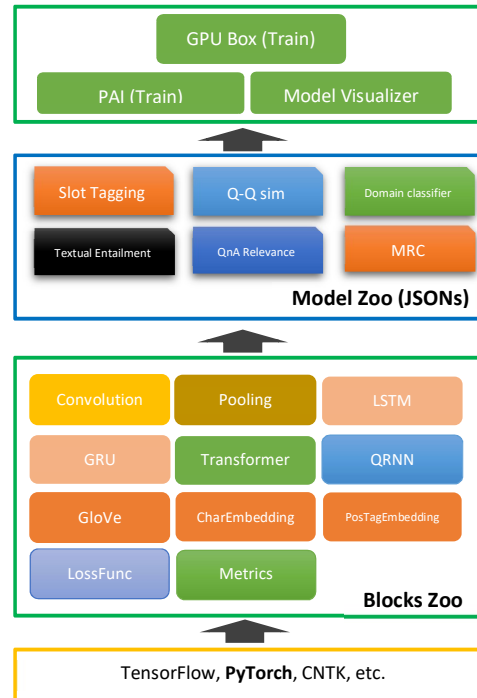 GPU Box (Train)
PAI (Train)
Model Visualizer
Slot Tagging
Q-Q sim
Domain classifier
Textual Entailment
QnA Relevance
MRC
Model Zoo (JSONs)
Convolution
Pooling
LSTM
GRU
Transformer
QRNN
GloVe
CharEmbedding
PosTagEmbedding
LossFunc
Metrics
Blocks Zoo
TensorFlow, PyTorch, CNTK, etc.